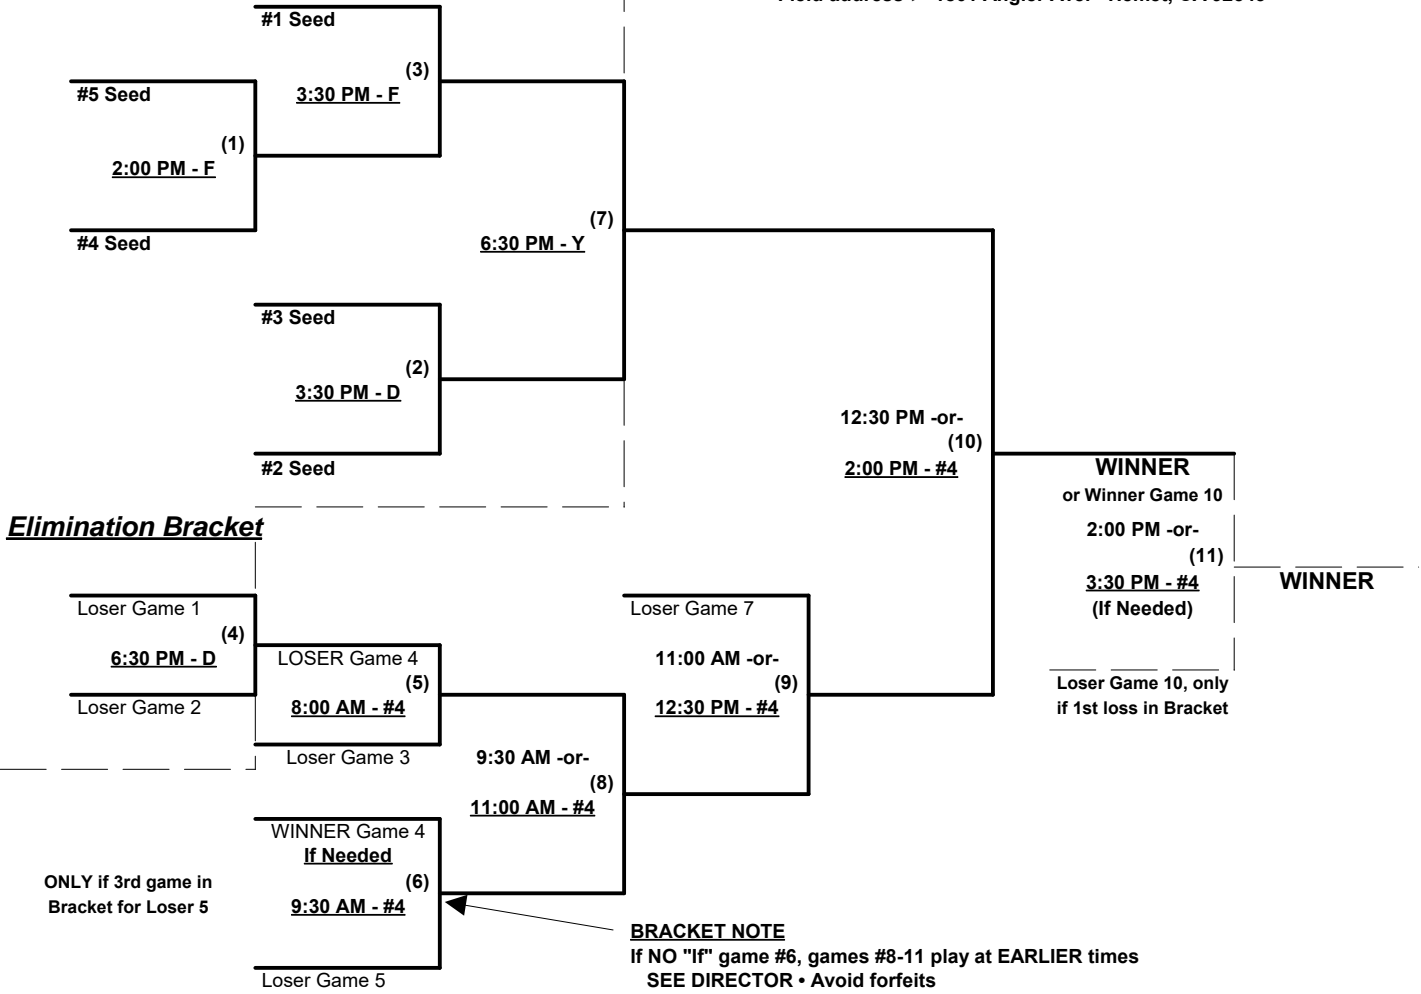 #1 Seed
(3)
3:30 PM - F
#5 Seed
(1)
2:00 PM - F
#4 Seed
(7)
6:30 PM - Y
#3 Seed
(2)
3:30 PM - D
#2 Seed
12:30 PM -or-
(10)
2:00 PM - #4
WINNER
or Winner Game 10
2:00 PM -or-
(11)
3:30 PM - #4
(If Needed)
WINNER
Loser Game 10, only
if 1st loss in Bracket
Elimination Bracket
Loser Game 1
(4)
6:30 PM - D
Loser Game 2
LOSER Game 4
(5)
8:00 AM - #4
Loser Game 3
Loser Game 7
11:00 AM -or-
(9)
12:30 PM - #4
9:30 AM -or-
(8)
11:00 AM - #4
WINNER Game 4
If Needed
(6)
9:30 AM - #4
Loser Game 5
ONLY if 3rd game in
Bracket for Loser 5
BRACKET NOTE
If NO "If" game #6, games #8-11 play at EARLIER times
SEE DIRECTOR • Avoid forfeits